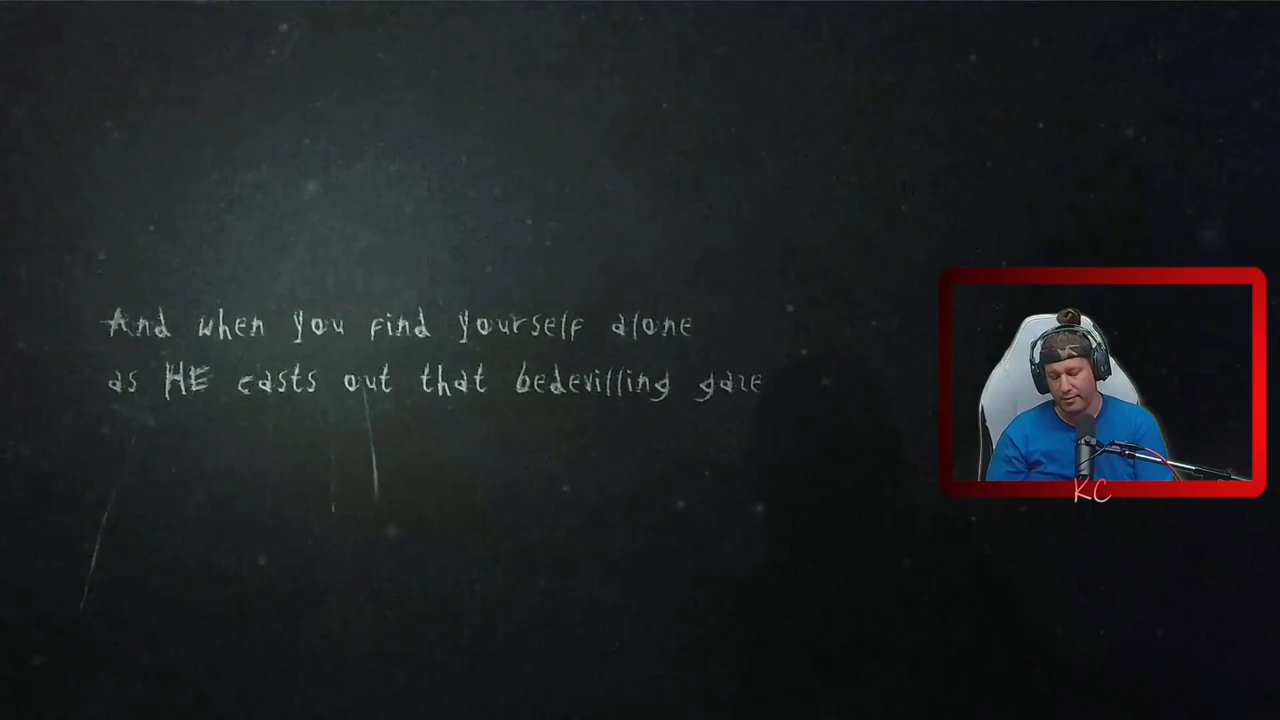 And when you find yourself alone
as HE casts out that bedevilling gaze
KC